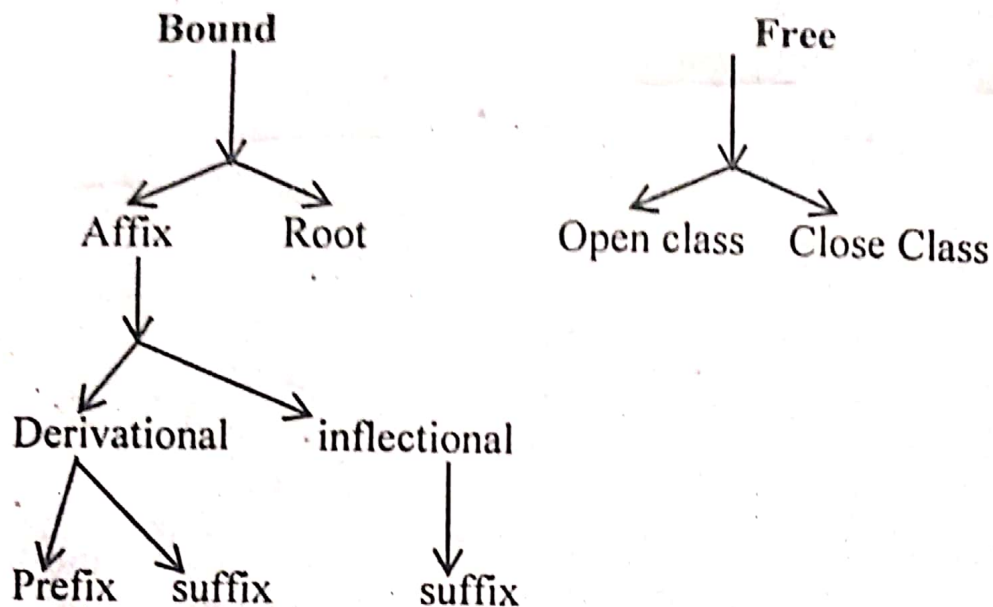 Bound Free
Affix Root Open class Close Class
Derivational inflectional
Prefix suffix suffix